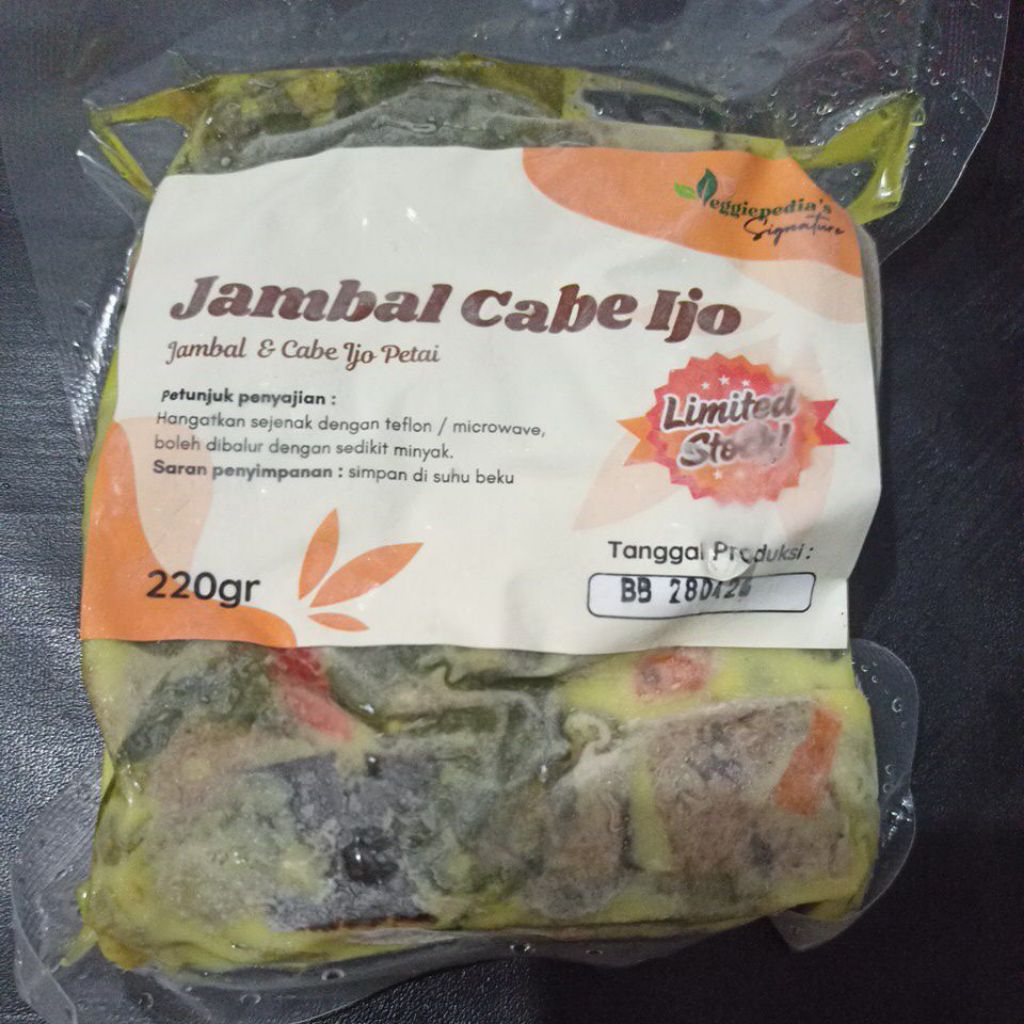 Veggiepedia's
Signature
Jambal Cabe Ijo
Jambal & Cabe Ijo Petai
Petunjuk penyajian :
Hangatkan sejenak dengan teflon / microwave,
boleh dibalur dengan sedikit minyak.
Saran penyimpanan : simpan di suhu beku
Limited
Stock!
220gr
Tanggal Produksi :
BB